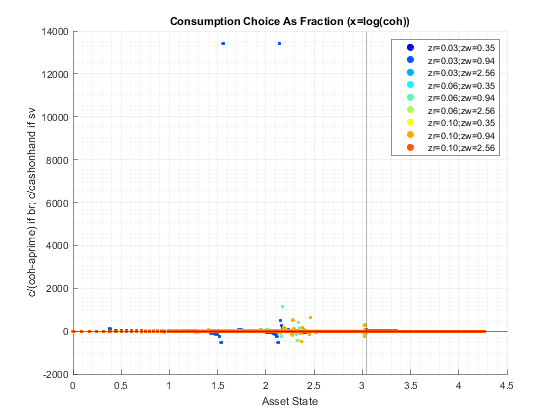 Consumption Choice As Fraction (x=log(coh))
14000
12000
10000
8000
6000
4000
2000
0
-2000
c/(coh-aprime) if br; c/cashonhand if sv
zr=0.03;zw=0.35
zr=0.03;zw=0.94
zr=0.03;zw=2.56
zr=0.06;zw=0.35
zr=0.06;zw=0.94
zr=0.06;zw=2.56
zr=0.10;zw=0.35
zr=0.10;zw=0.94
zr=0.10;zw=2.56
0 0.5 1 1.5 2 2.5 3 3.5 4 4.5
Asset State